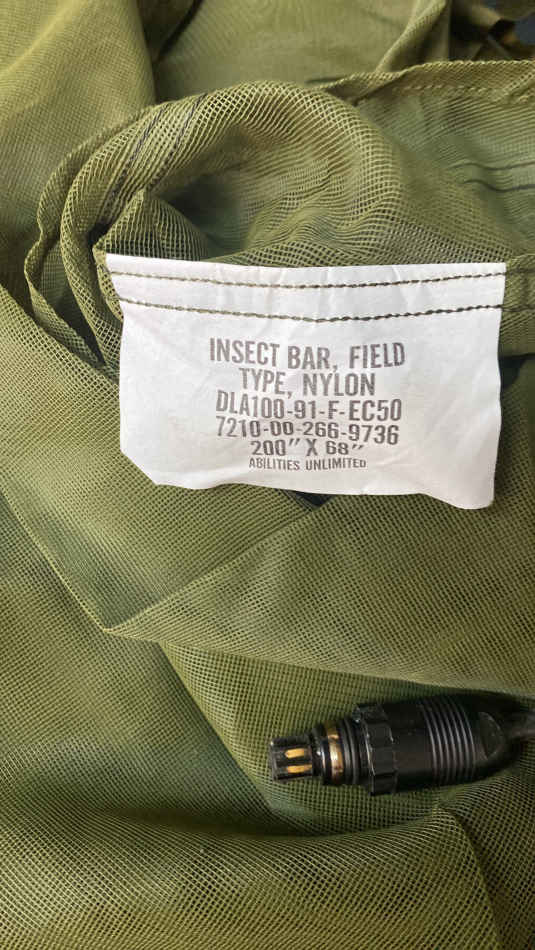 INSECT BAR, FIELD
TYPE, NYLON
DLA100-91-F-EC50
7210-00-266-9736
200" X 68"
ABILITIES UNLIMITED